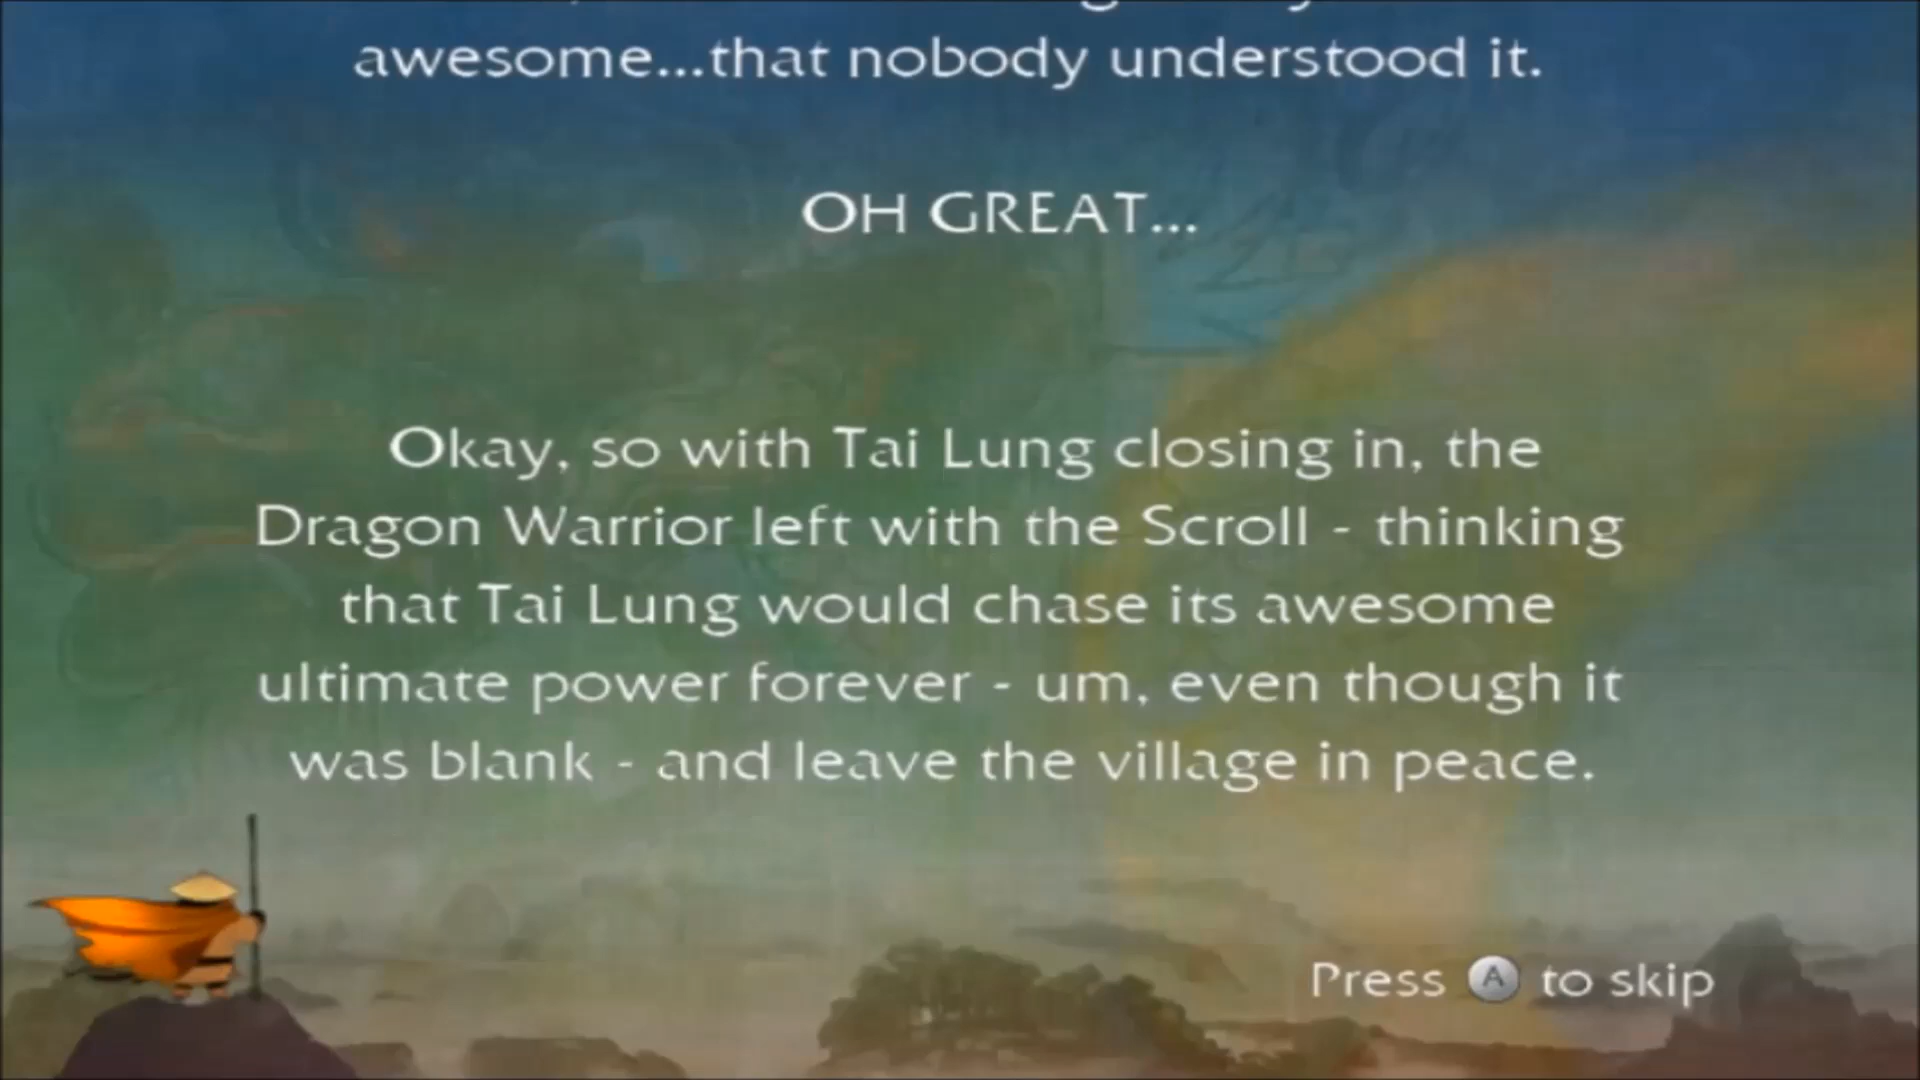 awesome...that nobody understood it.
OH GREAT...
Okay, so with Tai Lung closing in, the
Dragon Warrior left with the Scroll - thinking
that Tai Lung would chase its awesome
ultimate power forever - um, even though it
was blank - and leave the village in peace.
Press A to skip